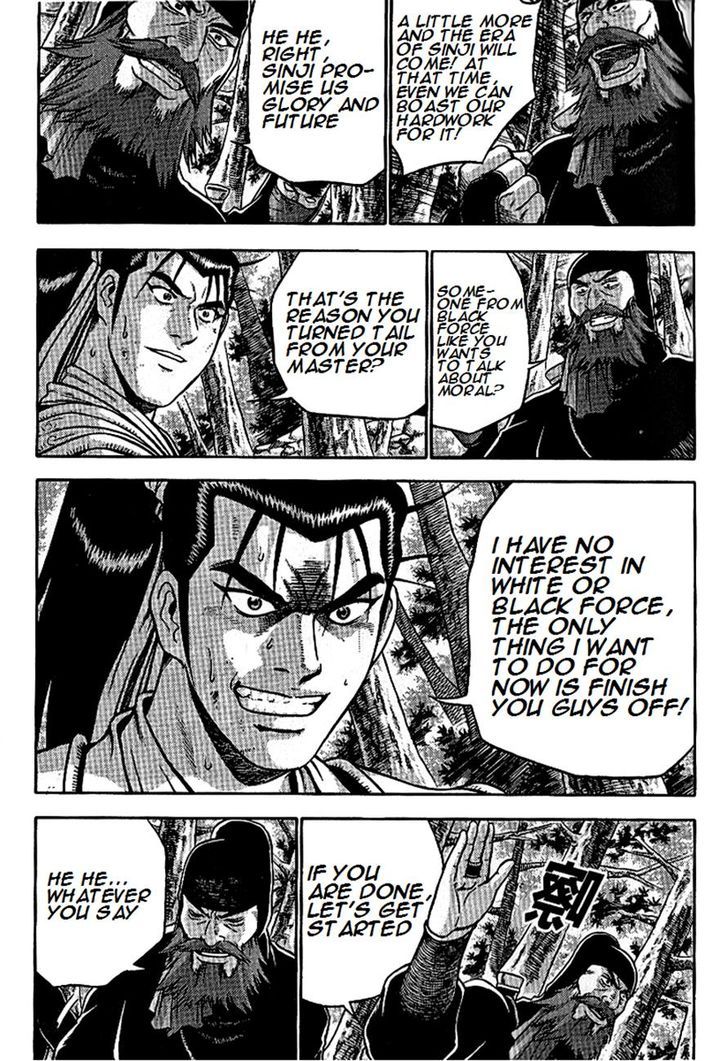 HE HE,
RIGHT,
SINJI PRO-
MISE US
GLORY AND
FUTURE
A LITTLE MORE
AND THE ERA
OF SINJI WILL
COME! AT
THAT TIME,
EVEN WE CAN
BOAST OUR
HARDWORK
FOR IT!
THAT'S THE
REASON YOU
TURNED TAIL
FROM YOUR
MASTER?
SOME-
ONE FROM
BLACK
FORCE
LIKE YOU
WANTS
TO TALK
ABOUT
MORAL?
I HAVE NO
INTEREST IN
WHITE OR
BLACK FORCE,
THE ONLY
THING I WANT
TO DO FOR
NOW IS FINISH
YOU GUYS OFF!
HE HE...
WHATEVER
YOU SAY
IF YOU
ARE DONE,
LET'S GET
STARTED